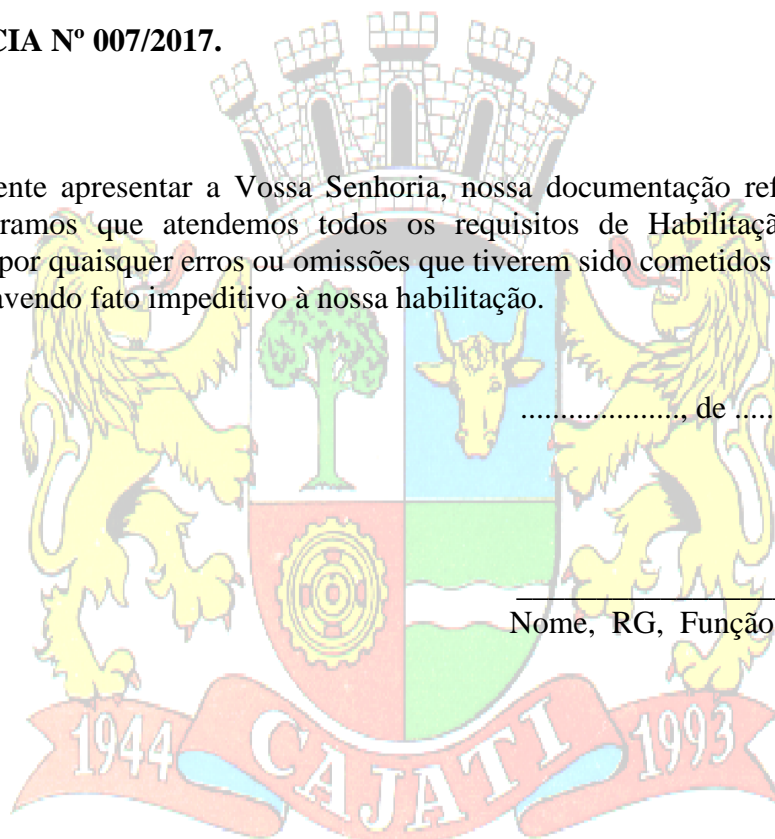 CIA Nº 007/2017.
ente apresentar a Vossa Senhoria, nossa documentação ref
ramos que atendemos todos os requisitos de Habilitaçã
por quaisquer erros ou omissões que tiverem sido cometidos
avendo fato impeditivo à nossa habilitação.
...................., de .....
Nome, RG, Função
1944 CAJATI 1993